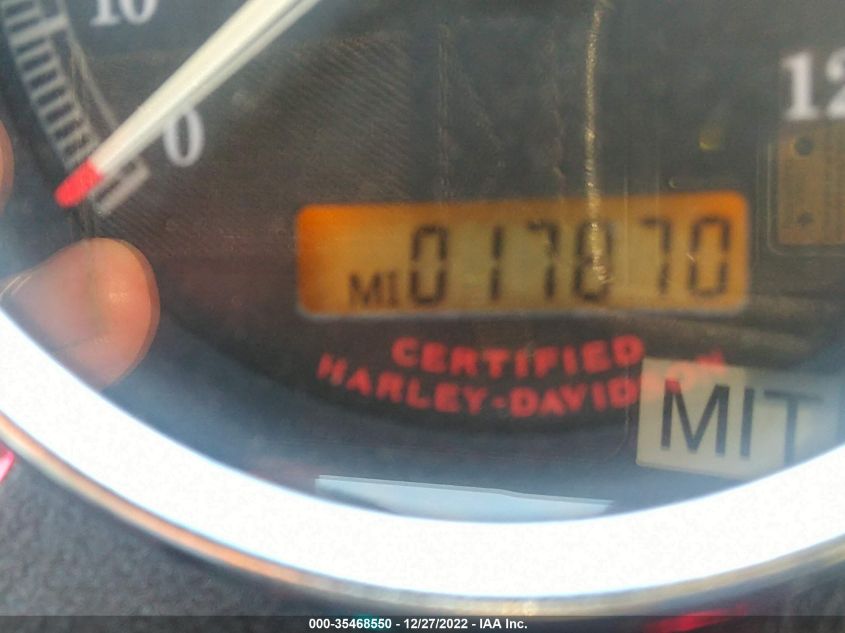 10
0
12
MI 017870
CERTIFIED
HARLEY-DAVIDSON
MIT
000-35468550 - 12/27/2022 - IAA Inc.